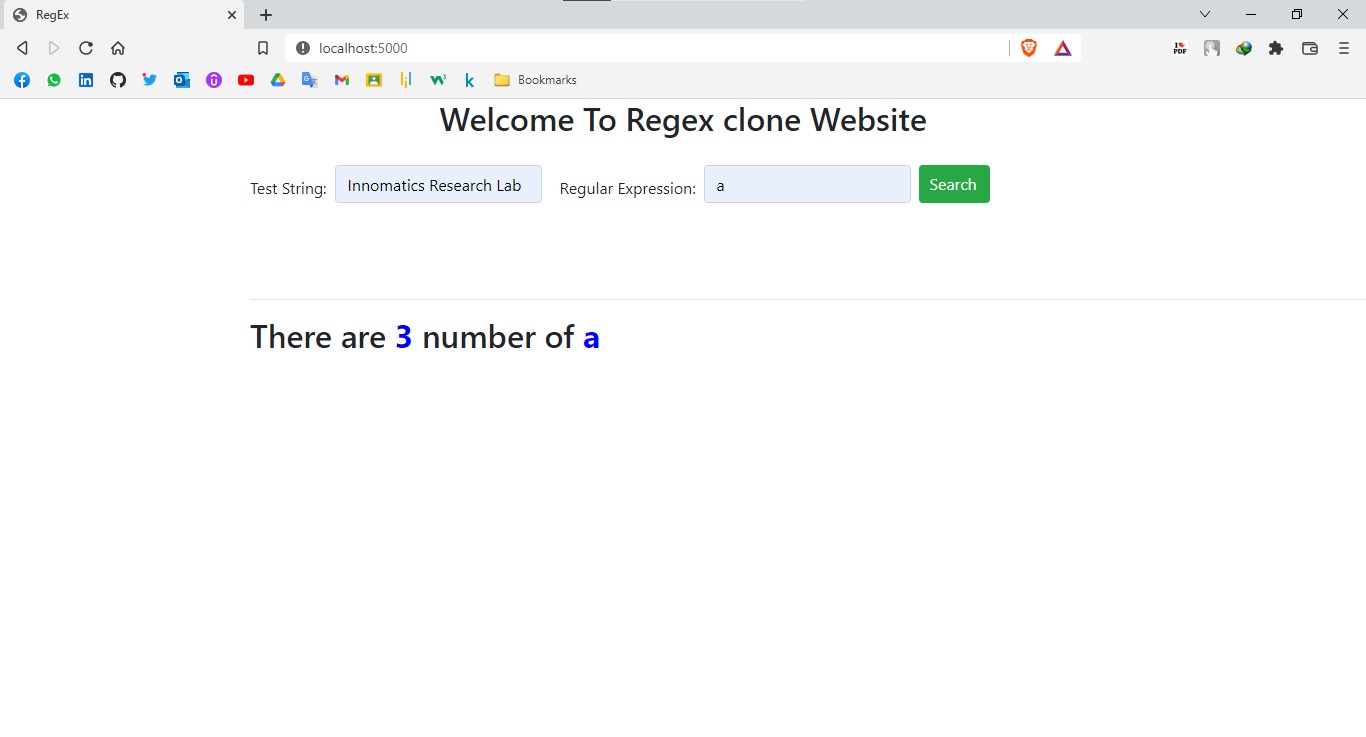 RegEx
localhost:5000
I PDF
Bookmarks
Welcome To Regex clone Website
Test String: Innomatics Research Lab Regular Expression: a Search
There are 3 number of a